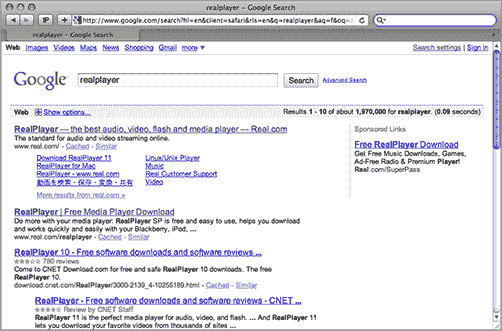 realplayer – Google Search
http://www.google.com/search?hl=en&client=safari&rls=en&q=realplayer&aq=f&oq=
realplayer – Google Search
Web Images Videos Maps News Shopping Gmail more ▼
Search settings | Sign in
Google
realplayer
Search
Advanced Search
Web
Show options...
Results 1 - 10 of about 1,970,000 for realplayer. (0.09 seconds)
RealPlayer — the best audio, video, flash and media player — Real.com
The standard for audio and video streaming online.
www.real.com/ - Cached - Similar
Download RealPlayer 11
Linux/Unix Player
RealPlayer for Mac
Music
RealPlayer - www.real.com
Real Customer Support
動画を検索・保存・変換・共有
Video
More results from real.com »
Sponsored Links
Free RealPlayer Download
Get Free Music Downloads, Games,
Ad-Free Radio & Premium Player!
Real.com/SuperPass
RealPlayer | Free Media Player Download
Do more with your media player: RealPlayer SP is free and easy to use, helps you download
and works quickly and easily with your Blackberry, iPod, ...
www.real.com/realplayer - Cached - Similar
RealPlayer 10 - Free software downloads and software reviews ...
780 reviews
Come to CNET Download.com for free and safe RealPlayer 10 downloads. The free
RealPlayer 10.
download.cnet.com/RealPlayer/3000-2139_4-10255189.html - Cached - Similar
RealPlayer - Free software downloads and software reviews - CNET ...
Review by CNET Staff
RealPlayer 11 is the perfect media player for audio, video, and flash. ... And RealPlayer 11
lets you download your favorite videos from thousands of sites ...